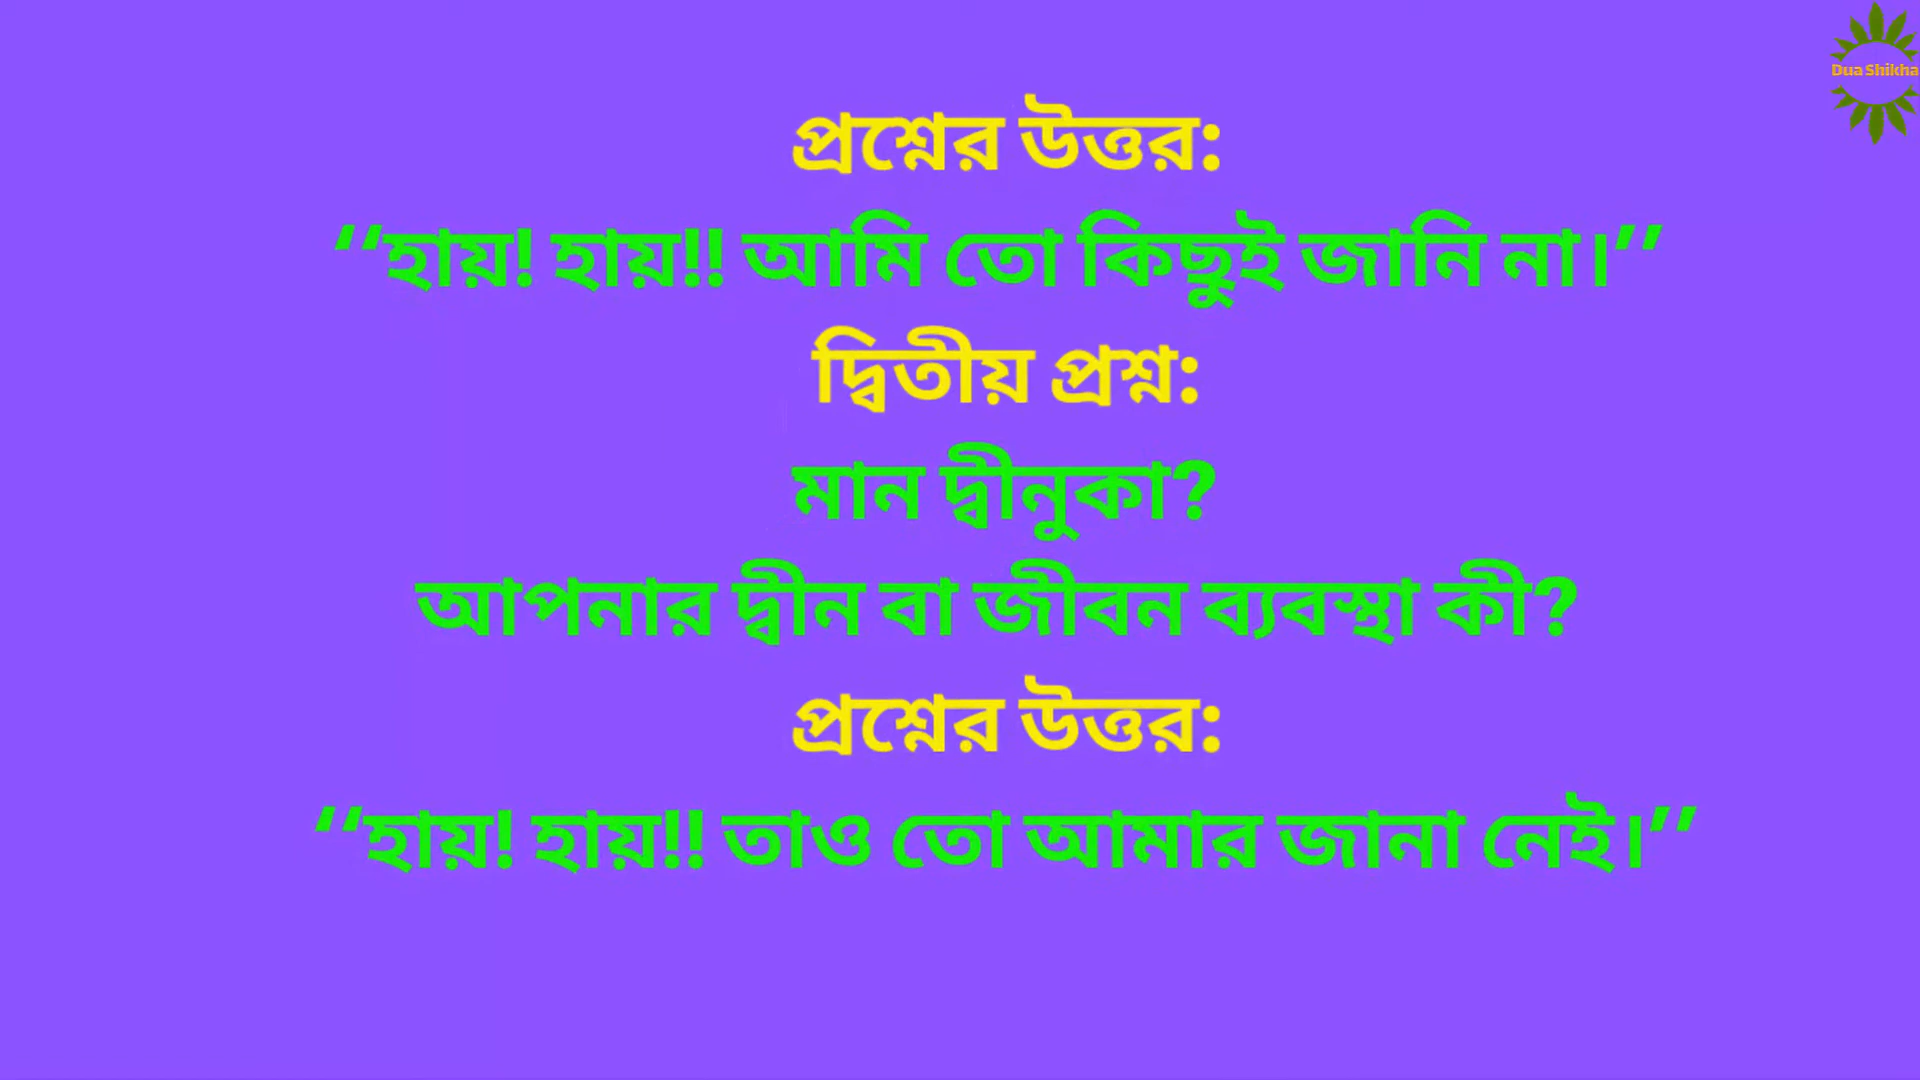 Dua Shikha
প্রশ্নের উত্তর:
‘‘হায়! হায়!! আমি তো কিছুই জানি না।’’
দ্বিতীয় প্রশ্ন:
মান দ্বীনুকা?
আপনার দ্বীন বা জীবন ব্যবস্থা কী?
প্রশ্নের উত্তর:
‘‘হায়! হায়!! তাও তো আমার জানা নেই।’’